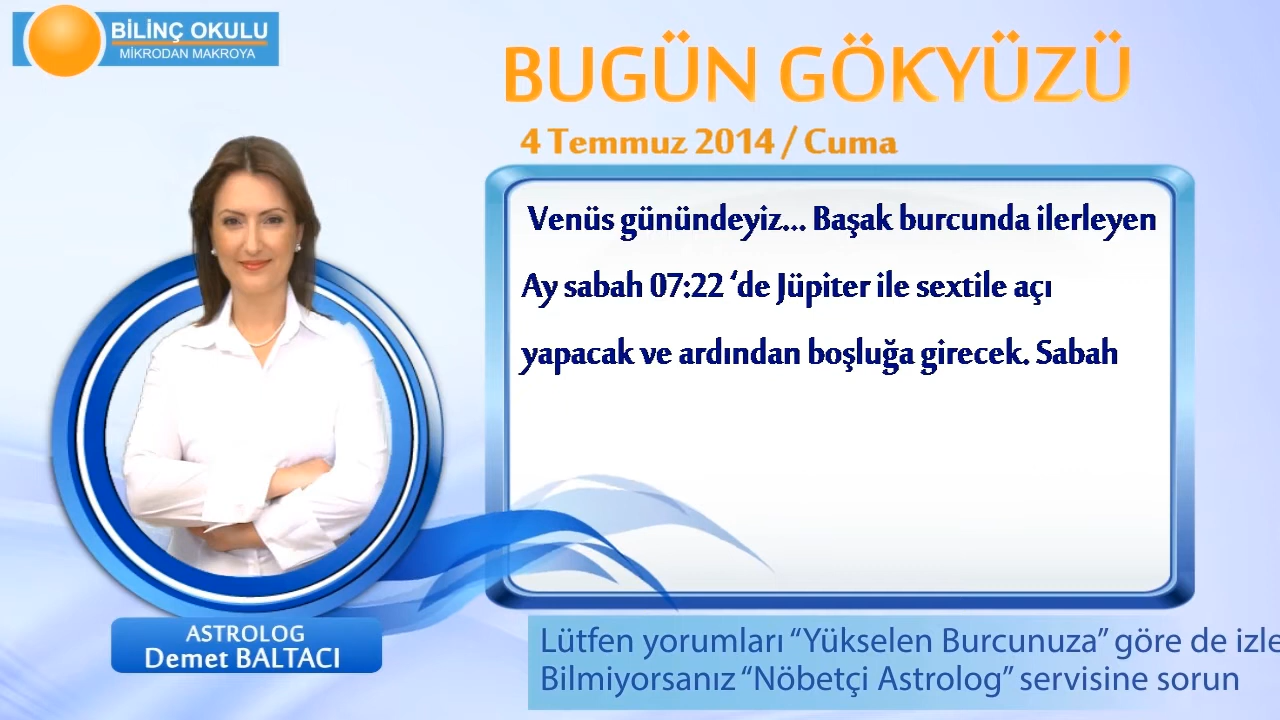 BİLİNÇ OKULU
MİKRODAN MAKROYA
BUGÜN GÖKYÜZÜ
4 Temmuz 2014 / Cuma
Venüs günündeyiz... Başak burcunda ilerleyen
Ay sabah 07:22 ‘de Jüpiter ile sextile açı
yapacak ve ardından boşluğa girecek. Sabah
ASTROLOG
Demet BALTACI
Lütfen yorumları “Yükselen Burcunuza” göre de izle
Bilmiyorsanız “Nöbetçi Astrolog” servisine sorun